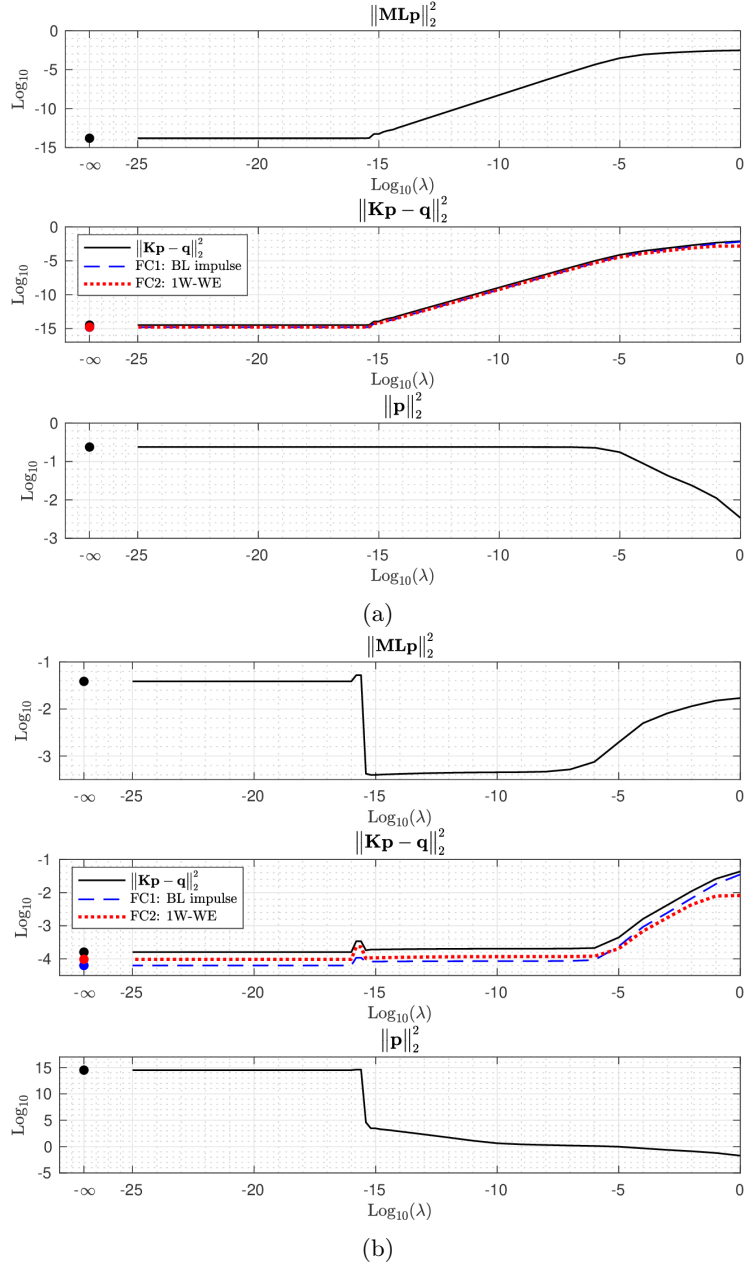 ‖MLp‖₂²
0
-5
-10
-15
Log₁₀
-∞ -25 -20 -15 -10 -5 0
Log₁₀(λ)
‖Kp − q‖₂²
0
-5
-10
-15
Log₁₀
‖Kp − q‖₂²
FC1: BL impulse
FC2: 1W-WE
-∞ -25 -20 -15 -10 -5 0
Log₁₀(λ)
‖p‖₂²
0
-1
-2
-3
Log₁₀
-∞ -25 -20 -15 -10 -5 0
Log₁₀(λ)
(a)
‖MLp‖₂²
-1
-2
-3
Log₁₀
-∞ -25 -20 -15 -10 -5 0
Log₁₀(λ)
‖Kp − q‖₂²
-1
-2
-3
-4
Log₁₀
‖Kp − q‖₂²
FC1: BL impulse
FC2: 1W-WE
-∞ -25 -20 -15 -10 -5 0
Log₁₀(λ)
‖p‖₂²
15
10
5
0
-5
Log₁₀
-∞ -25 -20 -15 -10 -5 0
Log₁₀(λ)
(b)